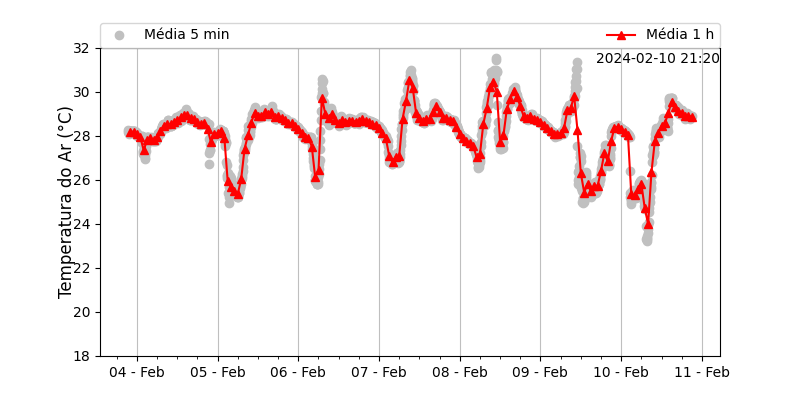 Média 5 min
Média 1 h
2024-02-10 21:20
Temperatura do Ar (°C)
32
30
28
26
24
22
20
18
04 - Feb
05 - Feb
06 - Feb
07 - Feb
08 - Feb
09 - Feb
10 - Feb
11 - Feb